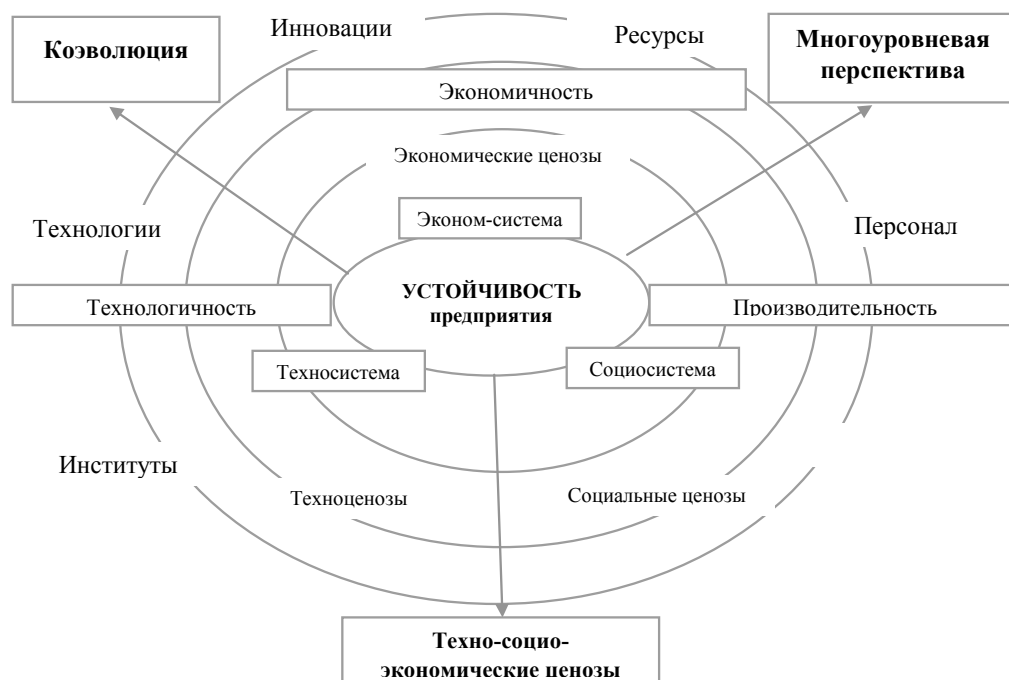 Инновации
Ресурсы
Коэволюция
Многоуровневая
перспектива
Экономичность
Экономические ценозы
Эконом-система
Технологии
Персонал
УСТОЙЧИВОСТЬ
предприятия
Технологичность
Производительность
Техносистема
Социосистема
Институты
Техноценозы
Социальные ценозы
Техно-социо-
экономические ценозы